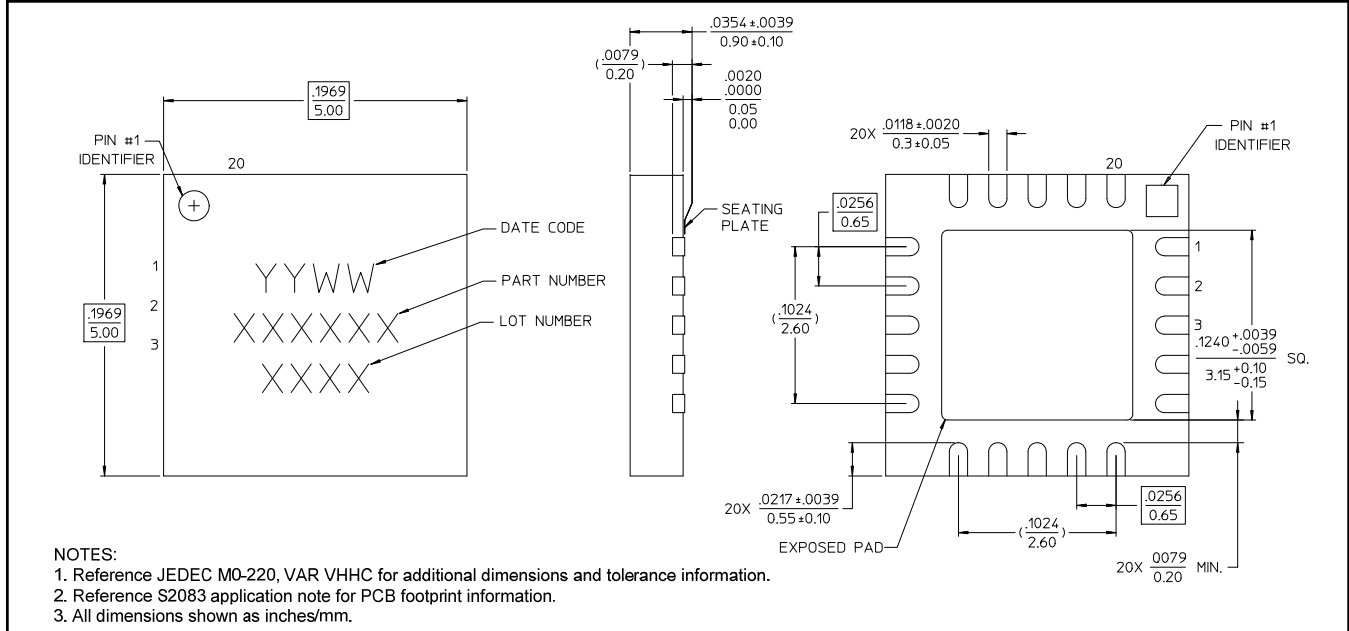 .1969
5.00
PIN #1
IDENTIFIER
20
.1969
5.00
1
2
3
YYWW
XXXXXX
XXXX
DATE CODE
PART NUMBER
LOT NUMBER
.0354±.0039
0.90±0.10
(.0079
0.20)
.0020
.0000
0.05
0.00
SEATING
PLATE
20X .0118±.0020
0.3±0.05
20
PIN #1
IDENTIFIER
.0256
0.65
(.1024
2.60)
1
2
3
.1240 +.0039
-.0059
3.15 +0.10
-0.15
SQ.
20X .0217±.0039
0.55±0.10
EXPOSED PAD
(.1024
2.60)
.0256
0.65
20X .0079
0.20 MIN.
NOTES:
1. Reference JEDEC M0-220, VAR VHHC for additional dimensions and tolerance information.
2. Reference S2083 application note for PCB footprint information.
3. All dimensions shown as inches/mm.